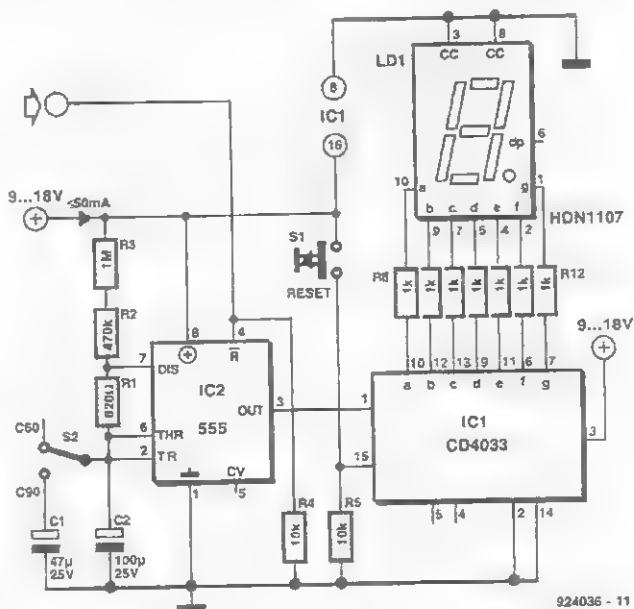 3 8
CC CC
LD1
8
IC1
16
dp 6
10 a g 1
b c d e f
9 7 5 4 2
HDN1107
9...18V ≤50mA
R3
1M
S1
RESET
R2
470k
R6
1k 1k 1k 1k 1k 1k 1k
R12
9...18V
8 4
R
7 DIS
R1
820Ω
IC2
555
OUT 3
6 THR
2 TR
CV
1 5
10 12 13 9 11 6 7
a b c d e f g
1
IC1
CD4033
3
15
5 4 2 14
C60
S2
C90
C1
47µ
25V
C2
100µ
25V
R4
10k
R5
10k
924036 - 11